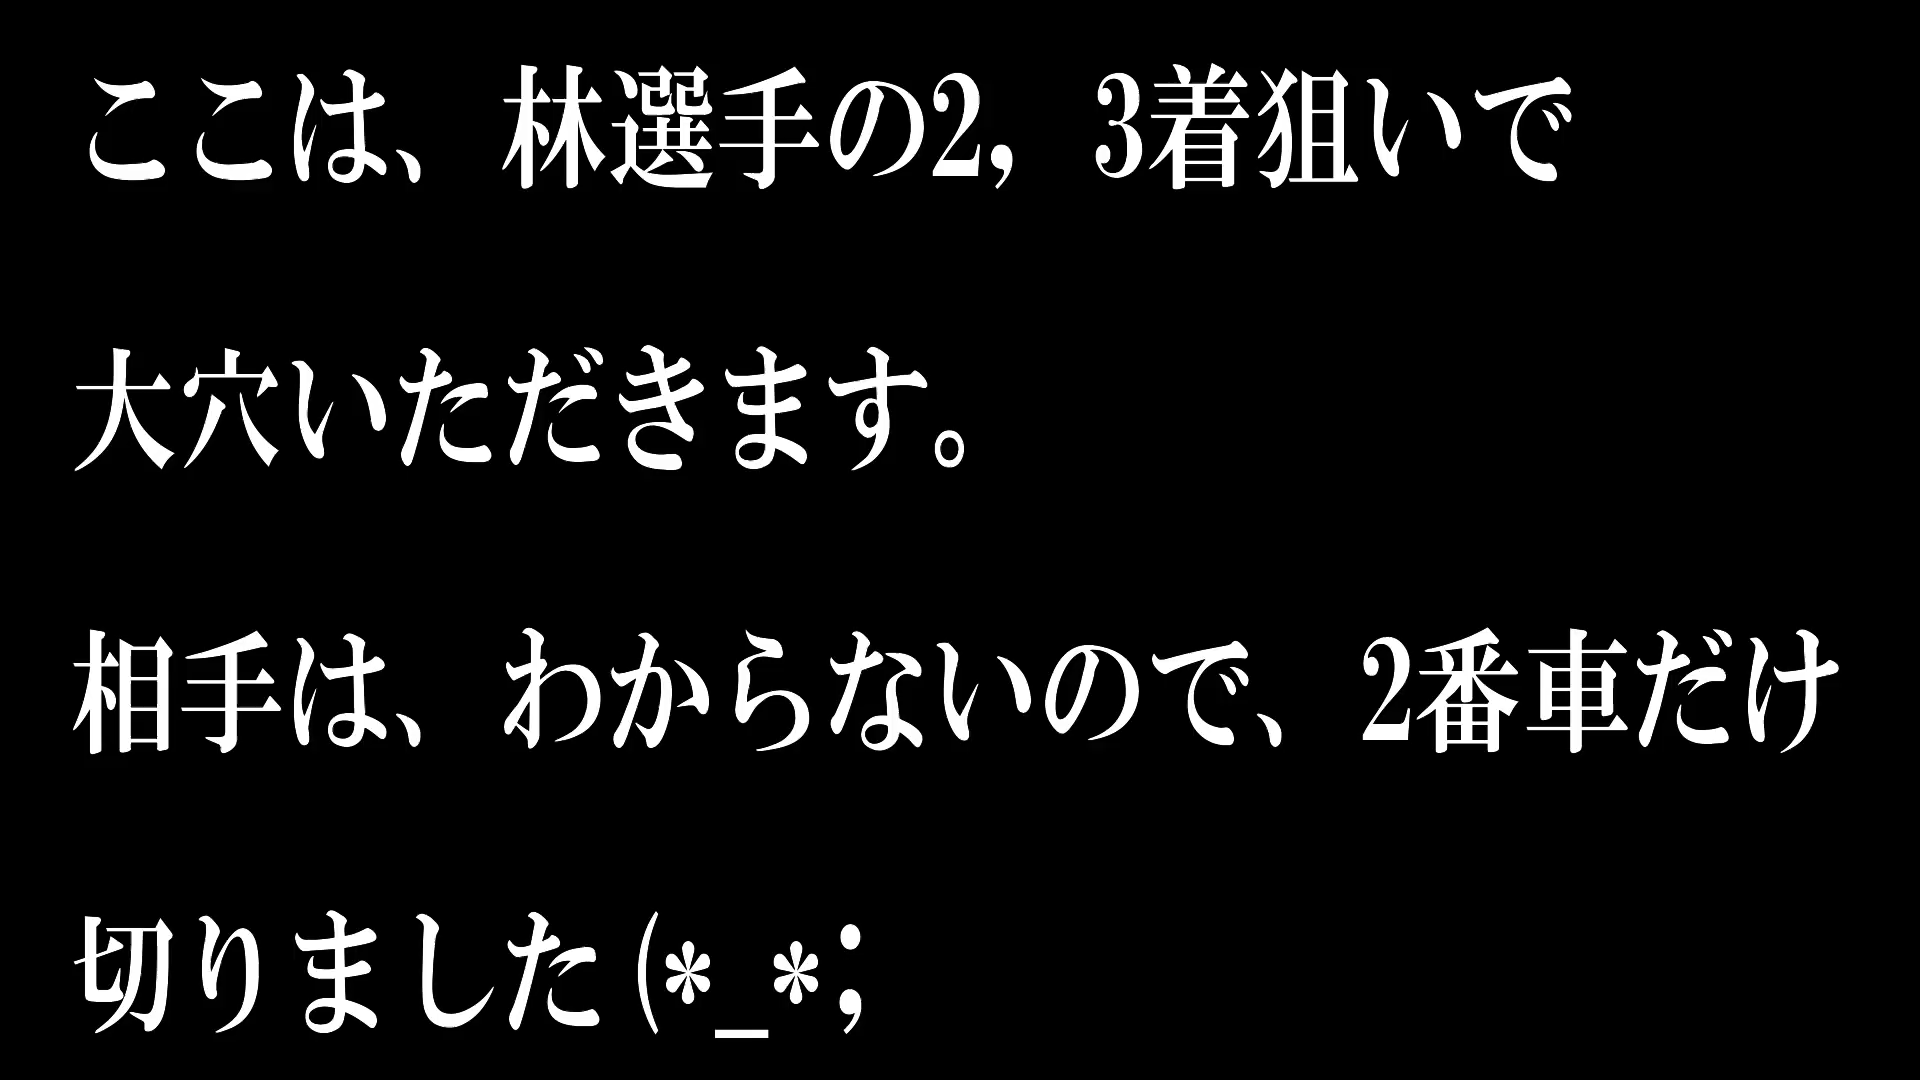 ここは、林選手の2，3着狙いで
大穴いただきます。
相手は、わからないので、2番車だけ
切りました(*_*;